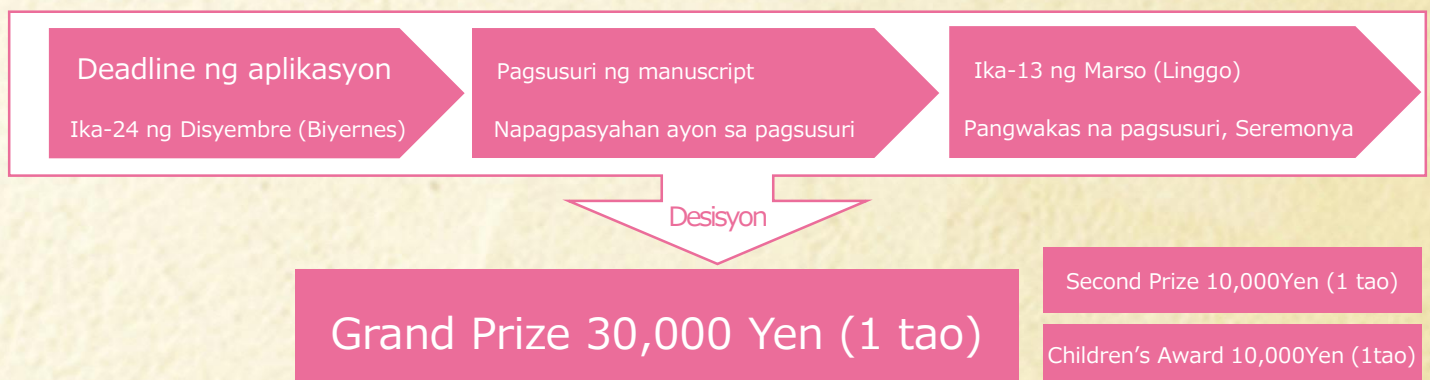 Deadline ng aplikasyon
Ika-24 ng Disyembre (Biyernes)
Pagsusuri ng manuscript
Napagpasyahan ayon sa pagsusuri
Ika-13 ng Marso (Linggo)
Pangwakas na pagsusuri, Seremonya
Desisyon
Grand Prize 30,000 Yen (1 tao)
Second Prize 10,000Yen (1 tao)
Children's Award 10,000Yen (1tao)